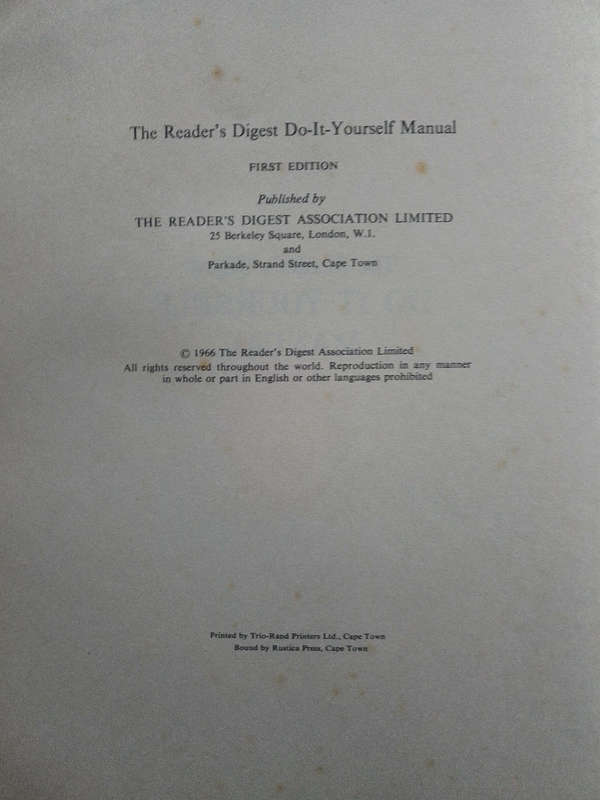 The Reader's Digest Do-It-Yourself Manual
FIRST EDITION
Published by
THE READER'S DIGEST ASSOCIATION LIMITED
25 Berkeley Square, London, W.1.
and
Parkade, Strand Street, Cape Town
© 1966 The Reader's Digest Association Limited
All rights reserved throughout the world. Reproduction in any manner
in whole or part in English or other languages prohibited
Printed by Trio-Rand Printers Ltd., Cape Town
Bound by Rustica Press, Cape Town